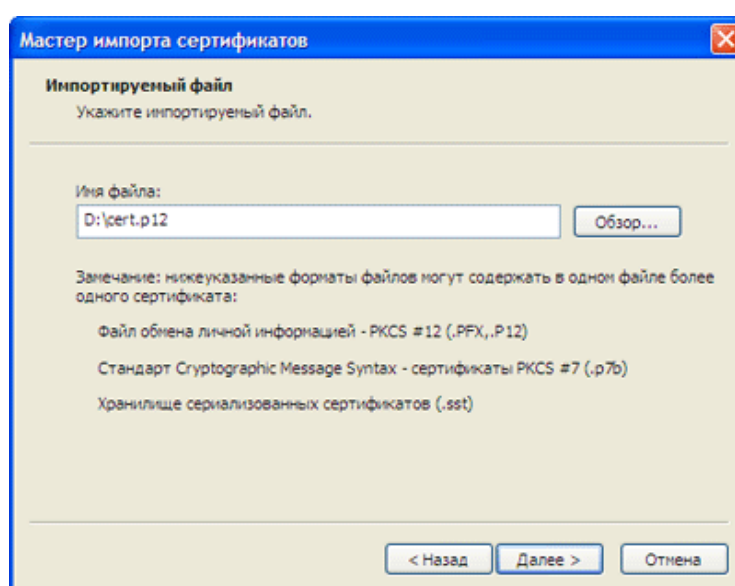 Мастер импорта сертификатов
Импортируемый файл
Укажите импортируемый файл.
Имя файла:
D:\cert.p12
Обзор...
Замечание: нижеуказанные форматы файлов могут содержать в одном файле более
одного сертификата:
Файл обмена личной информацией - PKCS #12 (.PFX,.P12)
Стандарт Cryptographic Message Syntax - сертификаты PKCS #7 (.p7b)
Хранилище сериализованных сертификатов (.sst)
< Назад
Далее >
Отмена